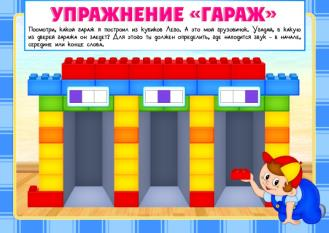 УПРАЖНЕНИЕ «ГАРАЖ»
Посмотри, какой гараж я построил из кубиков Лего. А это мой грузовичок. Угадай, в какую
из дверей гаража он заедет? Для этого ты должен определить, где находится звук – в начале,
середине или конце слова.